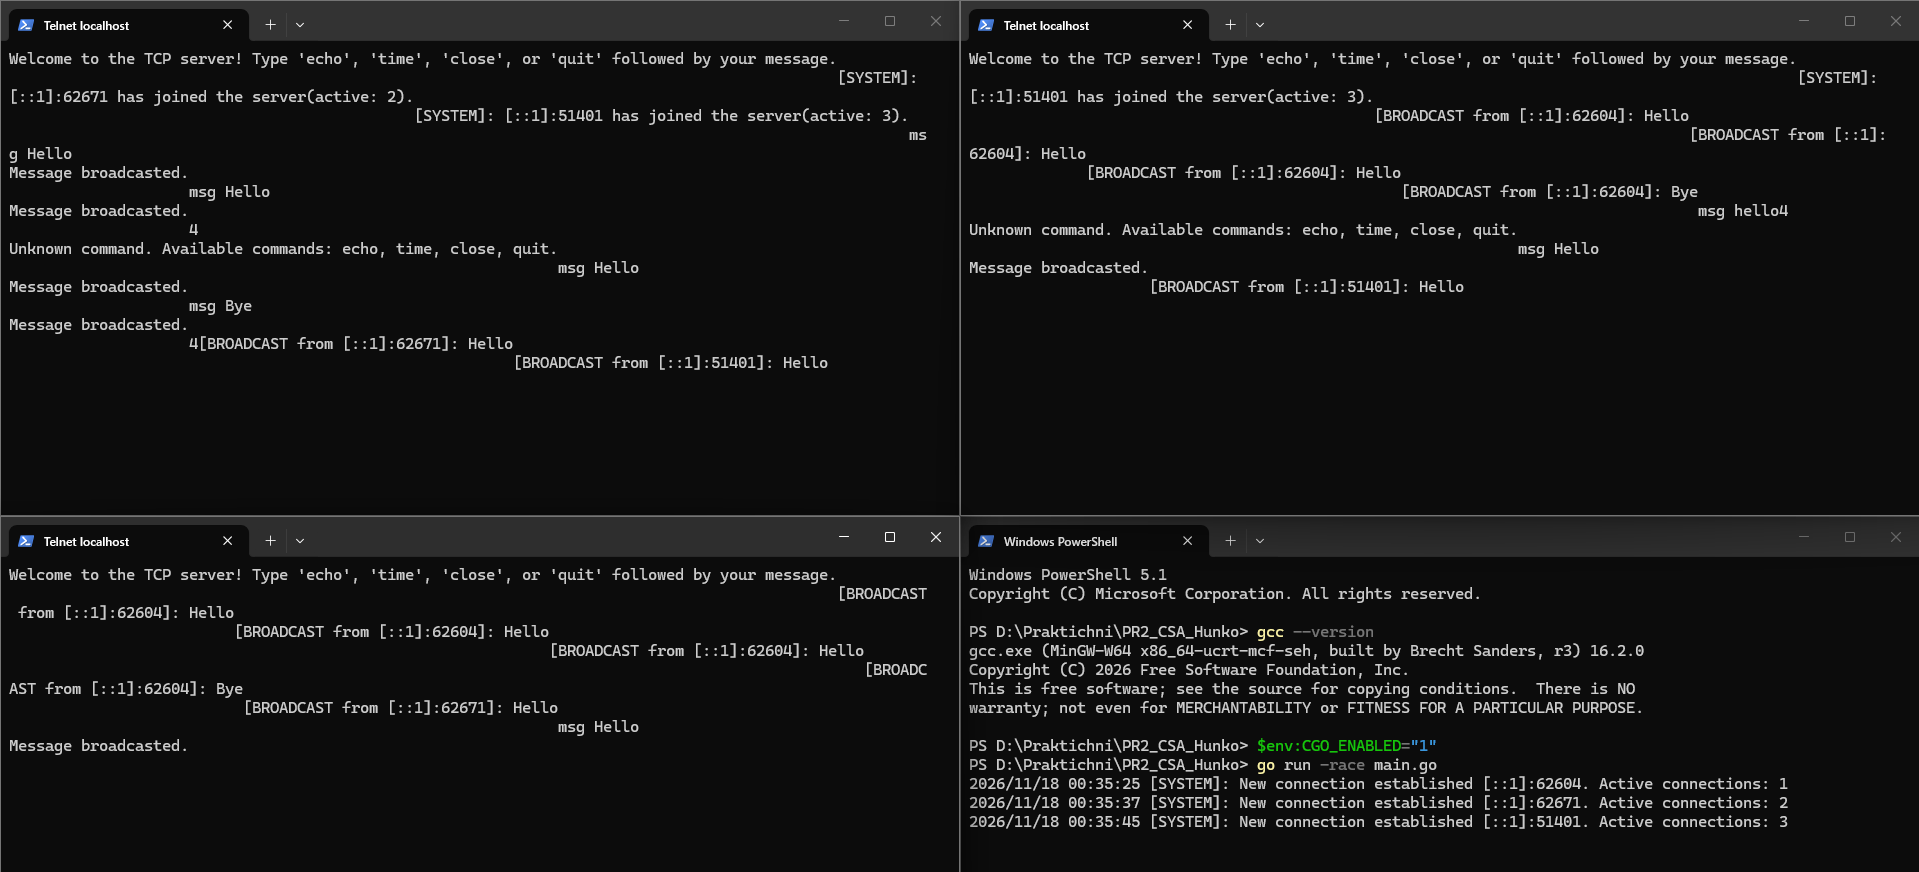 Telnet localhost
Welcome to the TCP server! Type 'echo', 'time', 'close', or 'quit' followed by your message.
[SYSTEM]:
[::1]:62671 has joined the server(active: 2).
[SYSTEM]: [::1]:51401 has joined the server(active: 3).
ms
g Hello
Message broadcasted.
msg Hello
Message broadcasted.
4
Unknown command. Available commands: echo, time, close, quit.
msg Hello
Message broadcasted.
msg Bye
Message broadcasted.
4[BROADCAST from [::1]:62671]: Hello
[BROADCAST from [::1]:51401]: Hello
Telnet localhost
Welcome to the TCP server! Type 'echo', 'time', 'close', or 'quit' followed by your message.
[SYSTEM]:
[::1]:51401 has joined the server(active: 3).
[BROADCAST from [::1]:62604]: Hello
[BROADCAST from [::1]:
62604]: Hello
[BROADCAST from [::1]:62604]: Hello
[BROADCAST from [::1]:62604]: Bye
msg hello4
Unknown command. Available commands: echo, time, close, quit.
msg Hello
Message broadcasted.
[BROADCAST from [::1]:51401]: Hello
Telnet localhost
Welcome to the TCP server! Type 'echo', 'time', 'close', or 'quit' followed by your message.
[BROADCAST
from [::1]:62604]: Hello
[BROADCAST from [::1]:62604]: Hello
[BROADCAST from [::1]:62604]: Hello
[BROADC
AST from [::1]:62604]: Bye
[BROADCAST from [::1]:62671]: Hello
msg Hello
Message broadcasted.
Windows PowerShell
Windows PowerShell 5.1
Copyright (C) Microsoft Corporation. All rights reserved.
PS D:\Praktichni\PR2_CSA_Hunko> gcc --version
gcc.exe (MinGW-W64 x86_64-ucrt-mcf-seh, built by Brecht Sanders, r3) 16.2.0
Copyright (C) 2026 Free Software Foundation, Inc.
This is free software; see the source for copying conditions.  There is NO
warranty; not even for MERCHANTABILITY or FITNESS FOR A PARTICULAR PURPOSE.
PS D:\Praktichni\PR2_CSA_Hunko> $env:CGO_ENABLED="1"
PS D:\Praktichni\PR2_CSA_Hunko> go run -race main.go
2026/11/18 00:35:25 [SYSTEM]: New connection established [::1]:62604. Active connections: 1
2026/11/18 00:35:37 [SYSTEM]: New connection established [::1]:62671. Active connections: 2
2026/11/18 00:35:45 [SYSTEM]: New connection established [::1]:51401. Active connections: 3